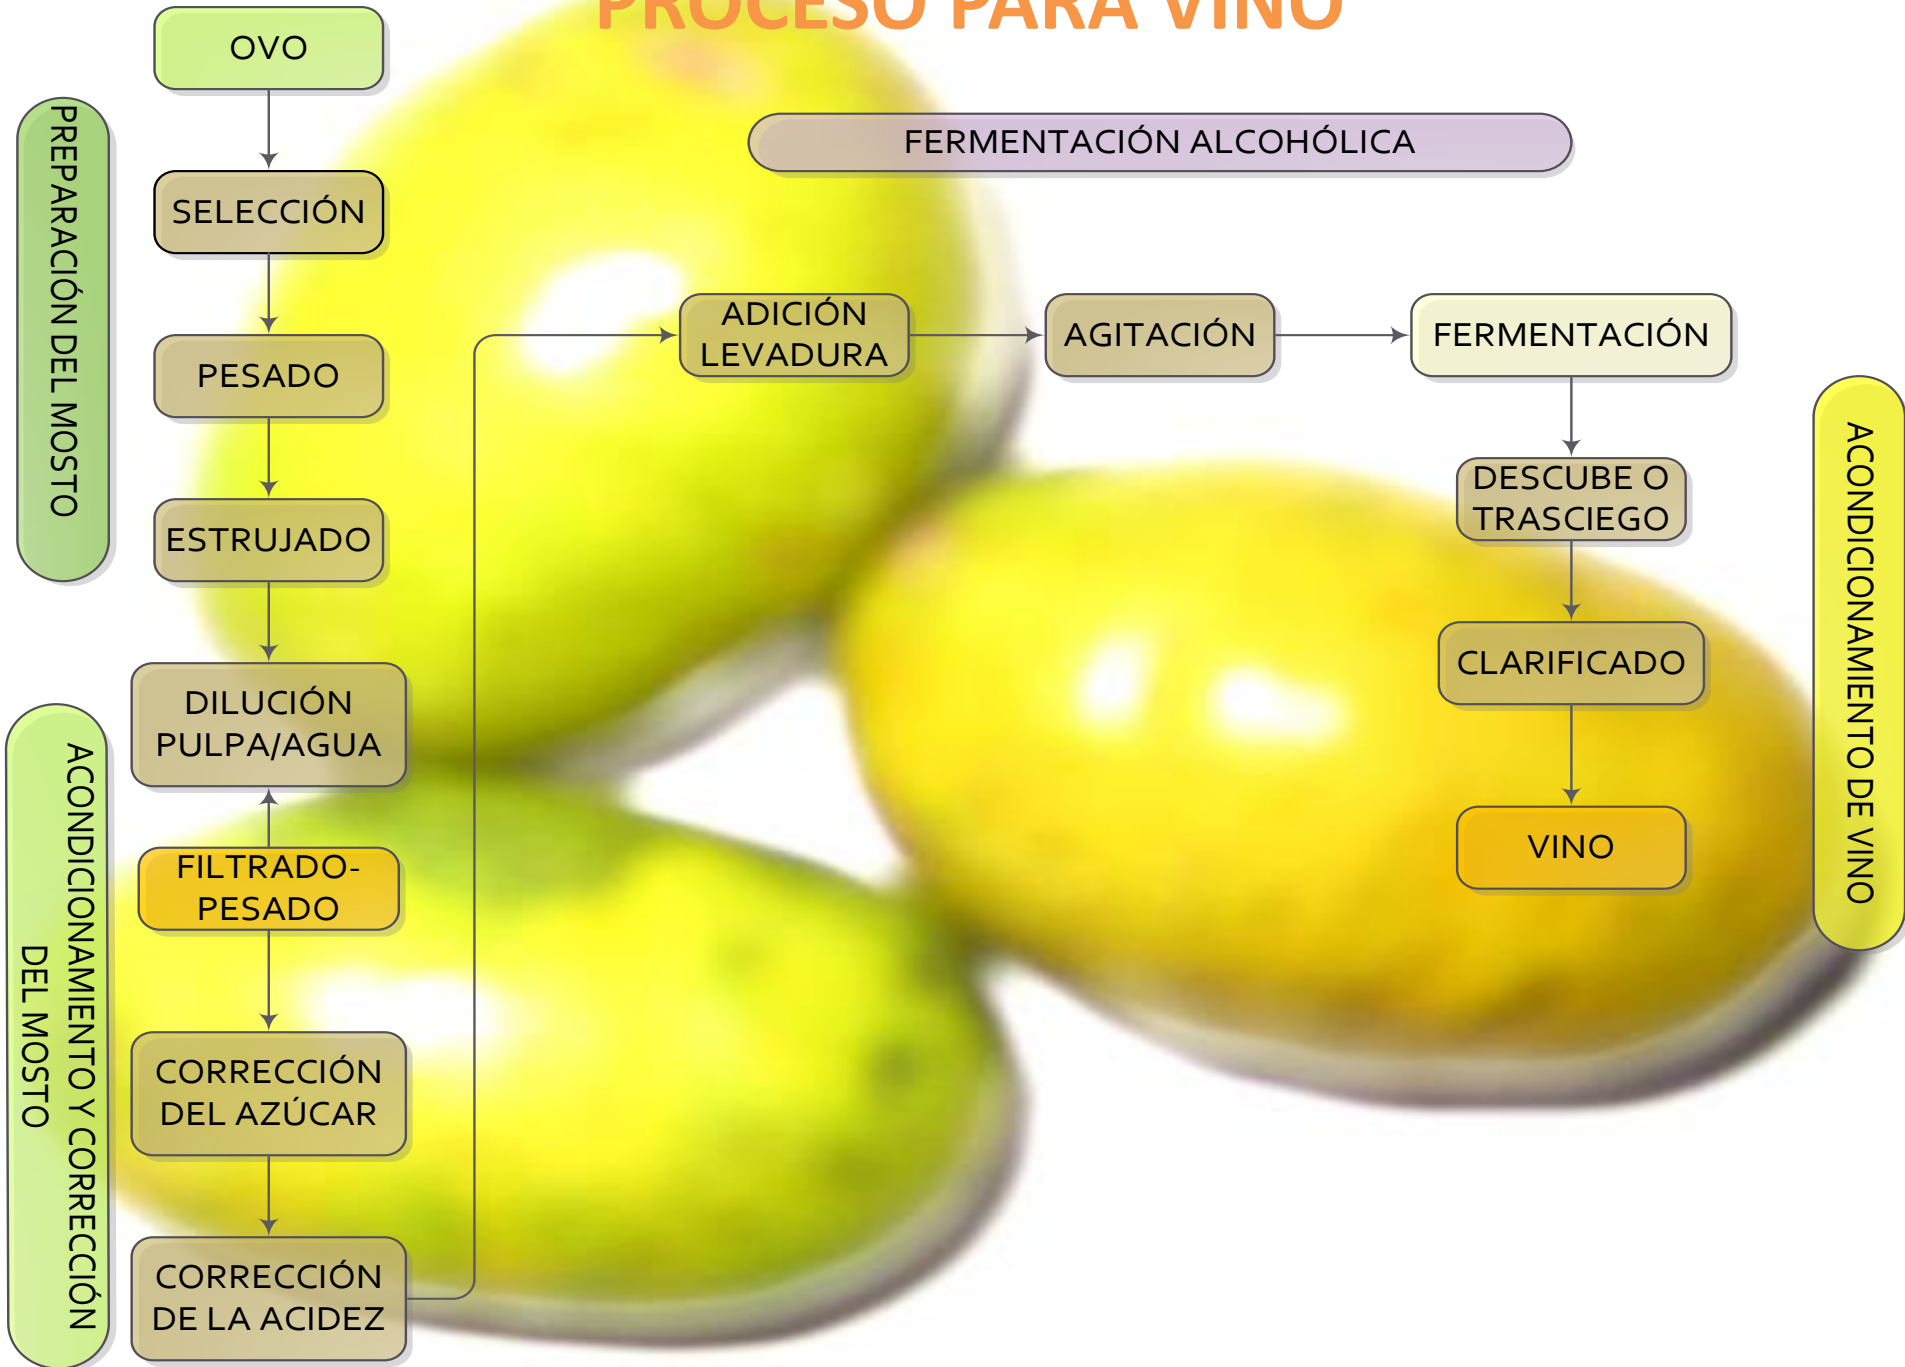 PROCESO PARA VINO
OVO
PREPARACIÓN DEL MOSTO
SELECCIÓN
PESADO
ESTRUJADO
DILUCIÓN
PULPA/AGUA
ACONDICIONAMIENTO Y CORRECCIÓN
DEL MOSTO
FILTRADO-
PESADO
CORRECCIÓN
DEL AZÚCAR
CORRECCIÓN
DE LA ACIDEZ
FERMENTACIÓN ALCOHÓLICA
ADICIÓN
LEVADURA
AGITACIÓN
FERMENTACIÓN
ACONDICIONAMIENTO DE VINO
DESCUBE O
TRASCIEGO
CLARIFICADO
VINO